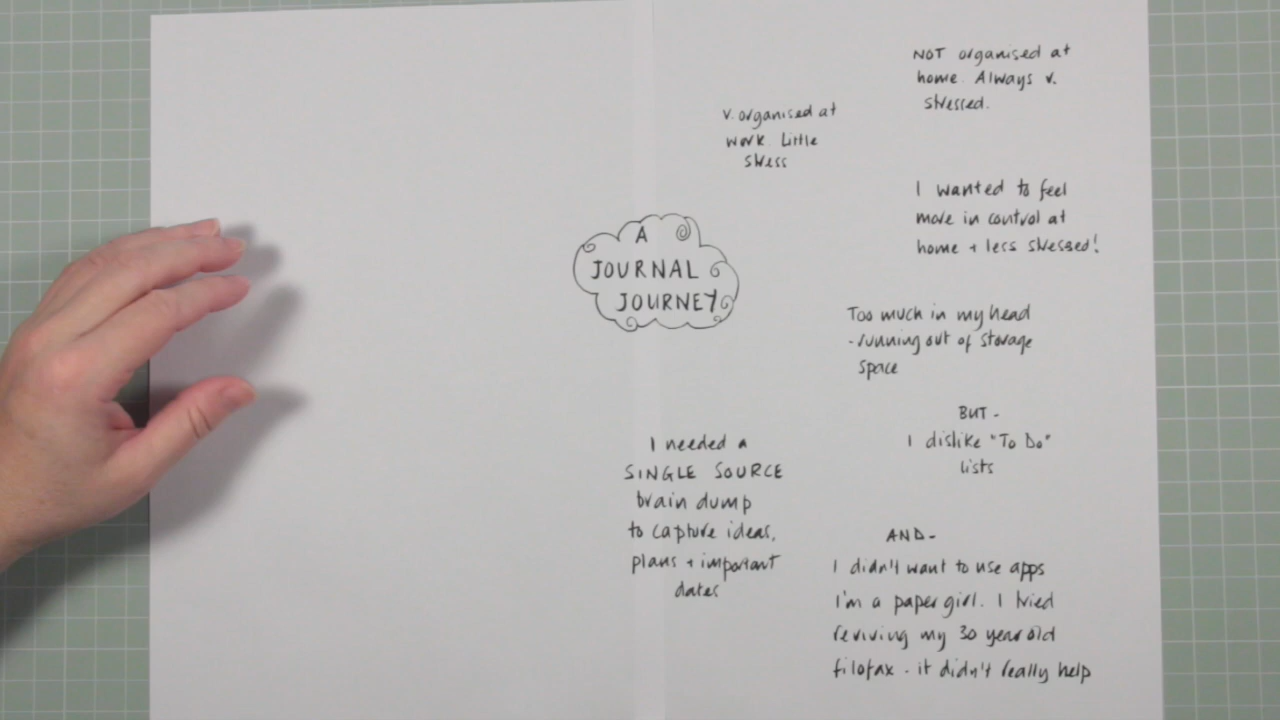 A
JOURNAL
JOURNEY
V. organised at
work. Little
stress
NOT organised at
home. Always v.
stressed.
I wanted to feel
more in control at
home + less stressed!
Too much in my head
- running out of storage
space
BUT -
I dislike "To Do"
lists
AND -
I didn't want to use apps
I'm a paper girl. I tried
reviving my 30 year old
filofax - it didn't really help
I needed a
SINGLE SOURCE
brain dump
to capture ideas,
plans + important
dates